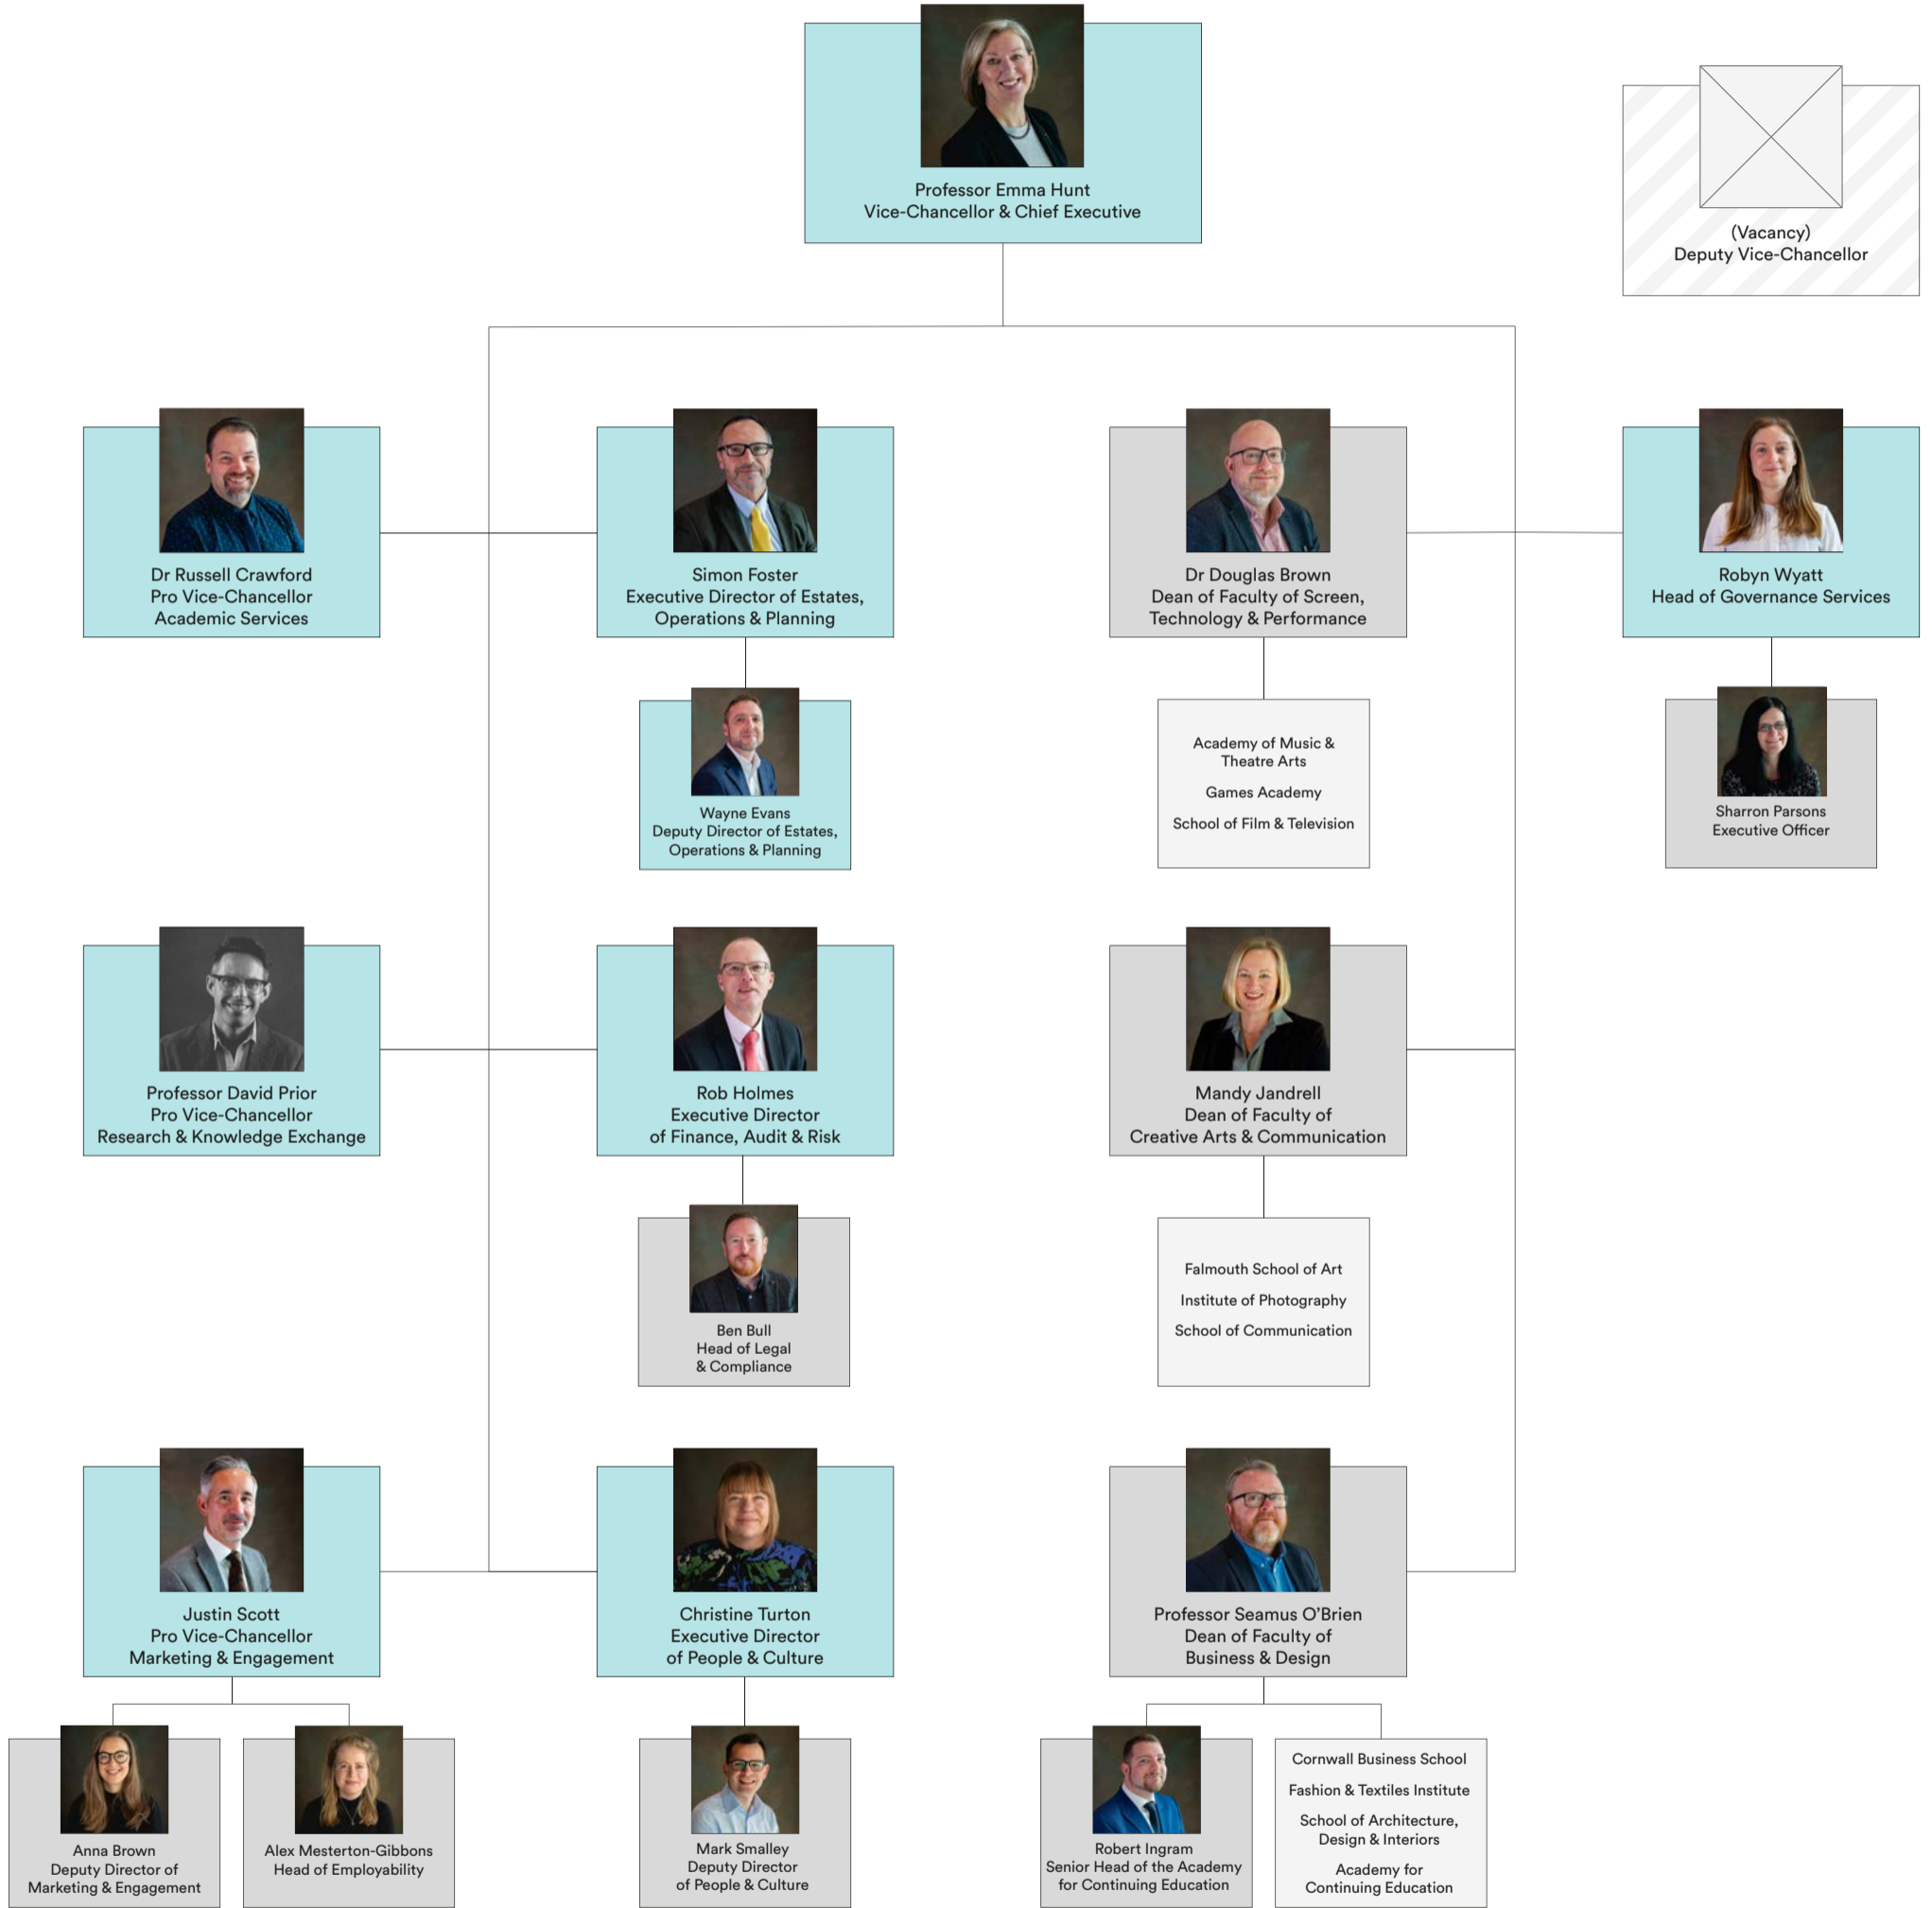 Professor Emma Hunt
Vice-Chancellor & Chief Executive
(Vacancy)
Deputy Vice-Chancellor
Dr Russell Crawford
Pro Vice-Chancellor
Academic Services
Simon Foster
Executive Director of Estates,
Operations & Planning
Dr Douglas Brown
Dean of Faculty of Screen,
Technology & Performance
Robyn Wyatt
Head of Governance Services
Wayne Evans
Deputy Director of Estates,
Operations & Planning
Academy of Music &
Theatre Arts
Games Academy
School of Film & Television
Sharron Parsons
Executive Officer
Professor David Prior
Pro Vice-Chancellor
Research & Knowledge Exchange
Rob Holmes
Executive Director
of Finance, Audit & Risk
Mandy Jandrell
Dean of Faculty of
Creative Arts & Communication
Ben Bull
Head of Legal
& Compliance
Falmouth School of Art
Institute of Photography
School of Communication
Justin Scott
Pro Vice-Chancellor
Marketing & Engagement
Christine Turton
Executive Director
of People & Culture
Professor Seamus O’Brien
Dean of Faculty of
Business & Design
Anna Brown
Deputy Director of
Marketing & Engagement
Alex Mesterton-Gibbons
Head of Employability
Mark Smalley
Deputy Director
of People & Culture
Robert Ingram
Senior Head of the Academy
for Continuing Education
Cornwall Business School
Fashion & Textiles Institute
School of Architecture,
Design & Interiors
Academy for
Continuing Education